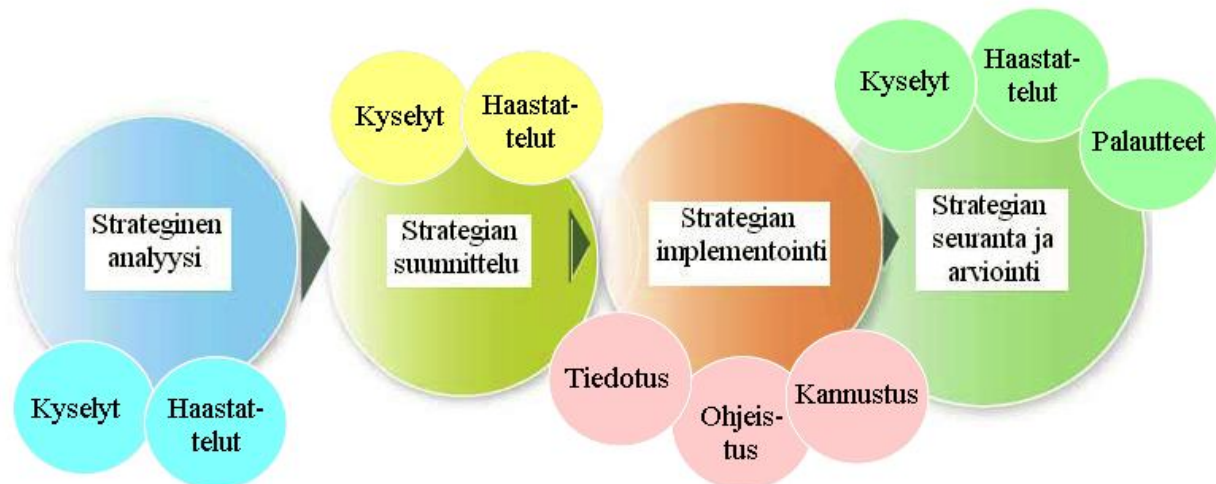 Strateginen
analyysi
Kyselyt
Haastat-
telut
Kyselyt
Haastat-
telut
Strategian
suunnittelu
Strategian
implementointi
Tiedotus
Ohjeis-
tus
Kannustus
Kyselyt
Haastat-
telut
Palautteet
Strategian
seuranta ja
arviointi